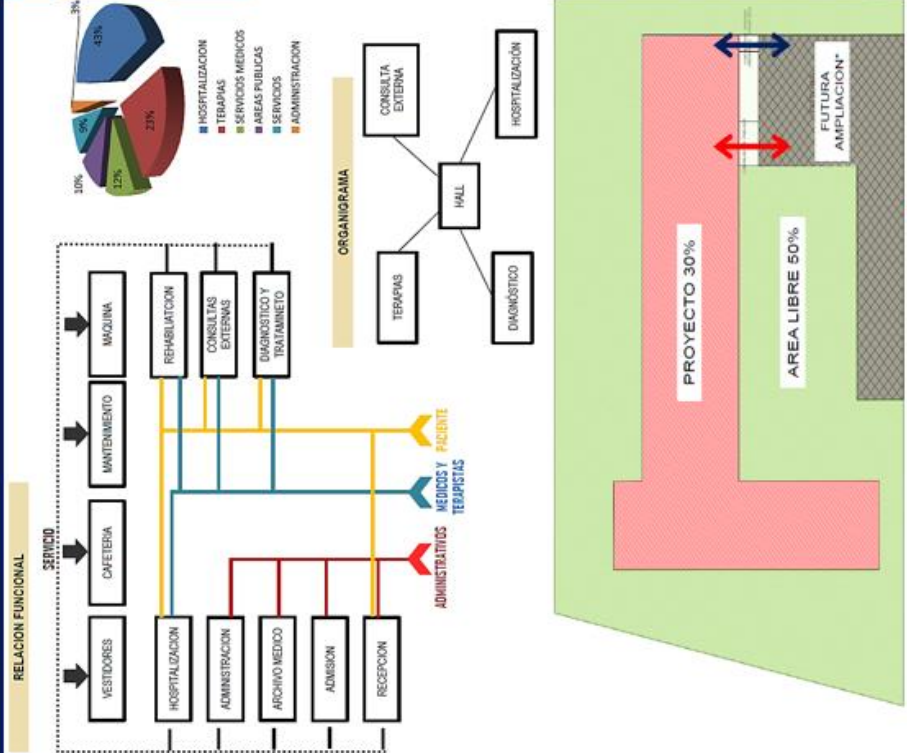 RELACION FUNCIONAL
SERVICIO
VESTIDORES
CAFETERIA
MANTENIMIENTO
MAQUINA
HOSPITALIZACION
ADMINISTRACION
ARCHIVO MEDICO
ADMISION
RECEPCION
REHABILIATCION
CONSULTAS
EXTERNAS
DIAGNOSTICO Y
TRATAMINETO
ADMINISTRATIVOS
MEDICOS Y
TERAPISTAS
PACIENTE
3%
43%
23%
12%
10%
9%
HOSPITALIZACION
TERAPIAS
SERVICIOS MEDICOS
AREAS PUBLICAS
SERVICIOS
ADMINISTRACION
ORGANIGRAMA
TERAPIAS
CONSULTA
EXTERNA
HALL
DIAGNÓSTICO
HOSPITALIZACIÓN
PROYECTO 30%
AREA LIBRE 50%
FUTURA
AMPLIACION*